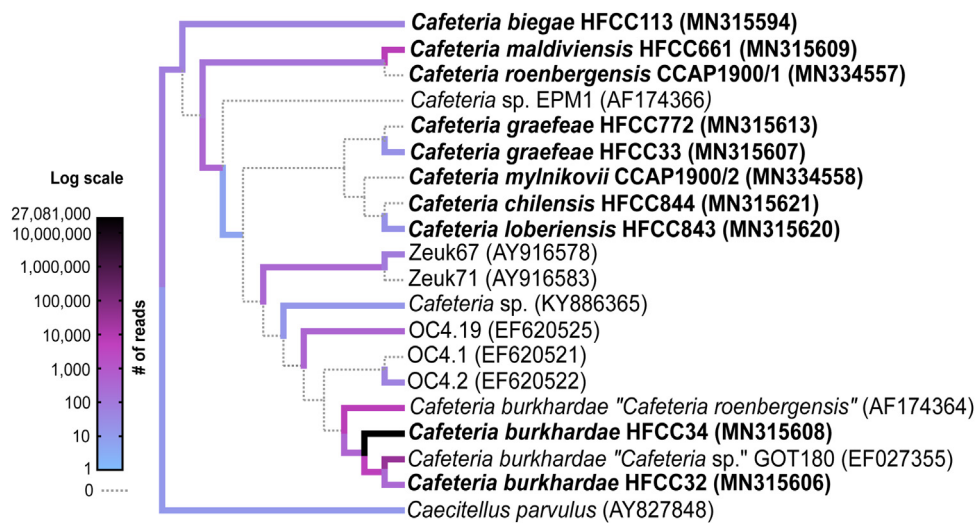 Cafeteria biegae HFCC113 (MN315594)
Cafeteria maldiviensis HFCC661 (MN315609)
Cafeteria roenbergensis CCAP1900/1 (MN334557)
Cafeteria sp. EPM1 (AF174366)
Cafeteria graefeae HFCC772 (MN315613)
Cafeteria graefeae HFCC33 (MN315607)
Cafeteria mylnikovii CCAP1900/2 (MN334558)
Cafeteria chilensis HFCC844 (MN315621)
Cafeteria loberiensis HFCC843 (MN315620)
Zeuk67 (AY916578)
Zeuk71 (AY916583)
Cafeteria sp. (KY886365)
OC4.19 (EF620525)
OC4.1 (EF620521)
OC4.2 (EF620522)
Cafeteria burkhardae "Cafeteria roenbergensis" (AF174364)
Cafeteria burkhardae HFCC34 (MN315608)
Cafeteria burkhardae "Cafeteria sp." GOT180 (EF027355)
Cafeteria burkhardae HFCC32 (MN315606)
Caecitellus parvulus (AY827848)
Log scale
27,081,000
10,000,000
1,000,000
100,000
10,000
1,000
100
10
1
0
# of reads